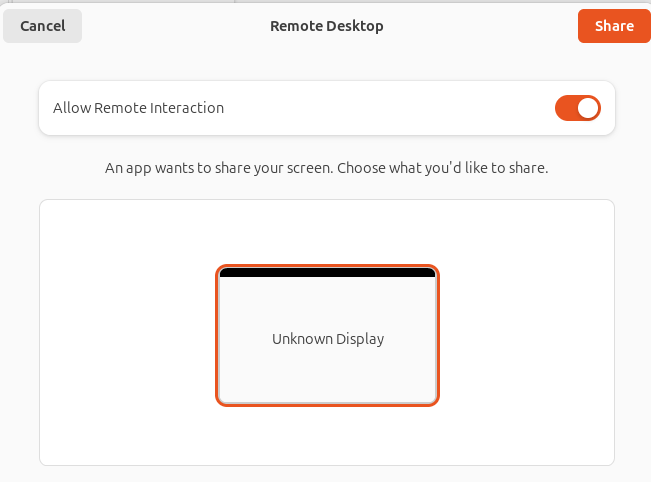 Cancel
Remote Desktop
Share
Allow Remote Interaction
An app wants to share your screen. Choose what you'd like to share.
Unknown Display